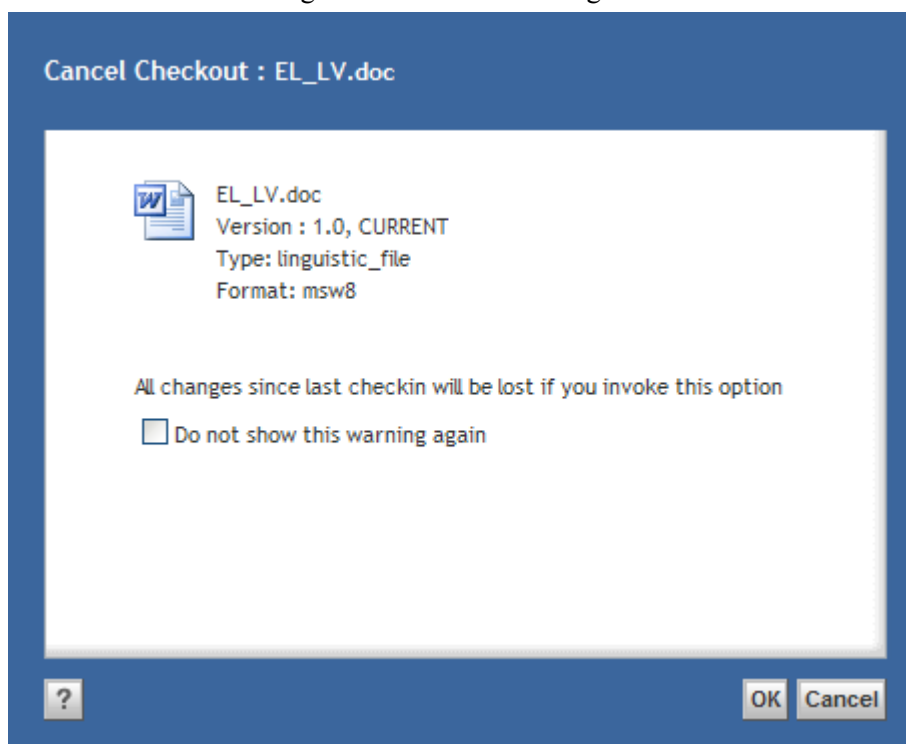 Cancel Checkout : EL_LV.doc
W
EL_LV.doc
Version : 1.0, CURRENT
Type: linguistic_file
Format: msw8
All changes since last checkin will be lost if you invoke this option
Do not show this warning again
? OK Cancel